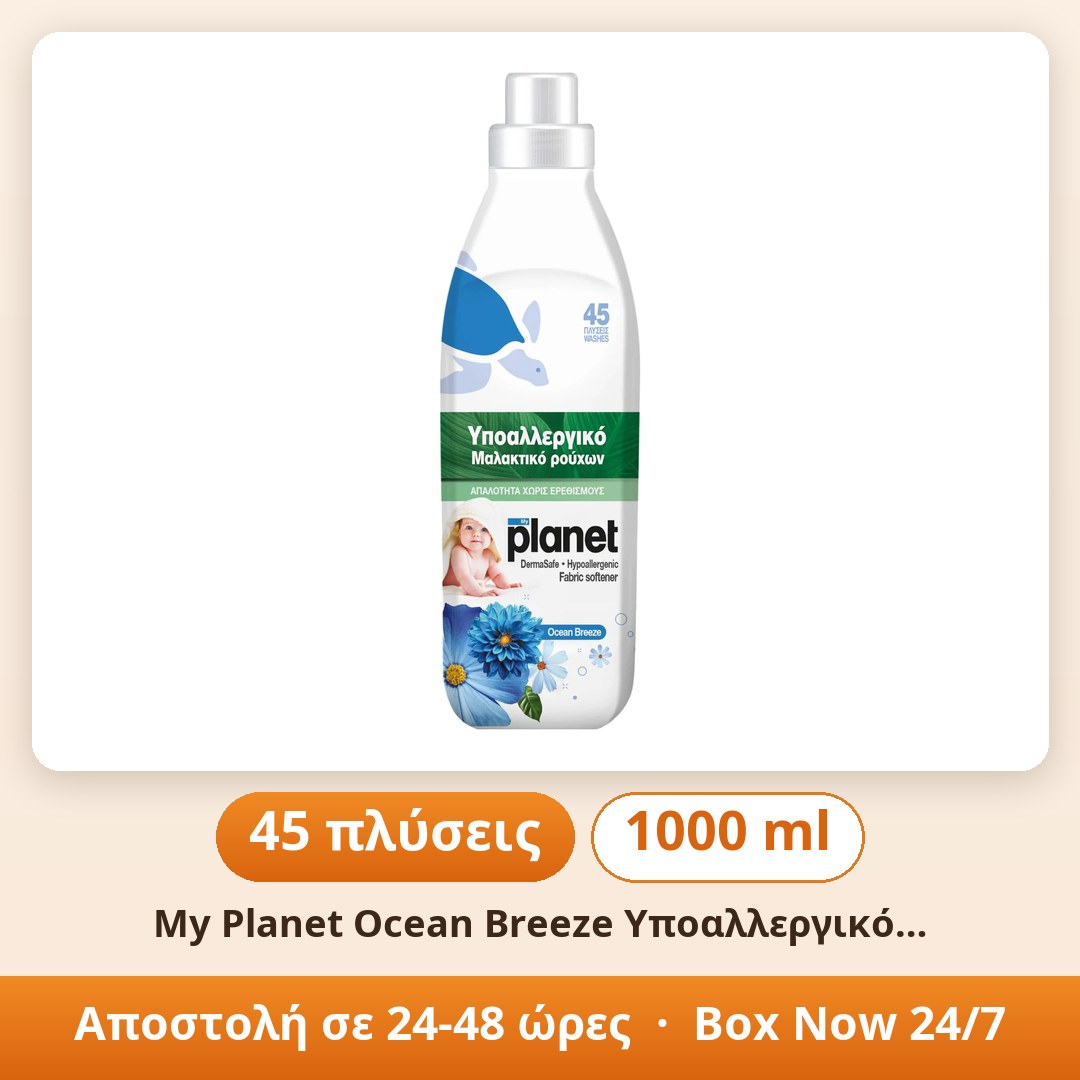 45
ΠΛΥΣΕΙΣ
WASHES
Υποαλλεργικό
Μαλακτικό ρούχων
ΑΠΑΛΟΤΗΤΑ ΧΩΡΙΣ ΕΡΕΘΙΣΜΟΥΣ
My
planet
DermaSafe • Hypoallergenic
Fabric softener
Ocean Breeze
45 πλύσεις 1000 ml
My Planet Ocean Breeze Υποαλλεργικό...
Αποστολή σε 24-48 ώρες · Box Now 24/7